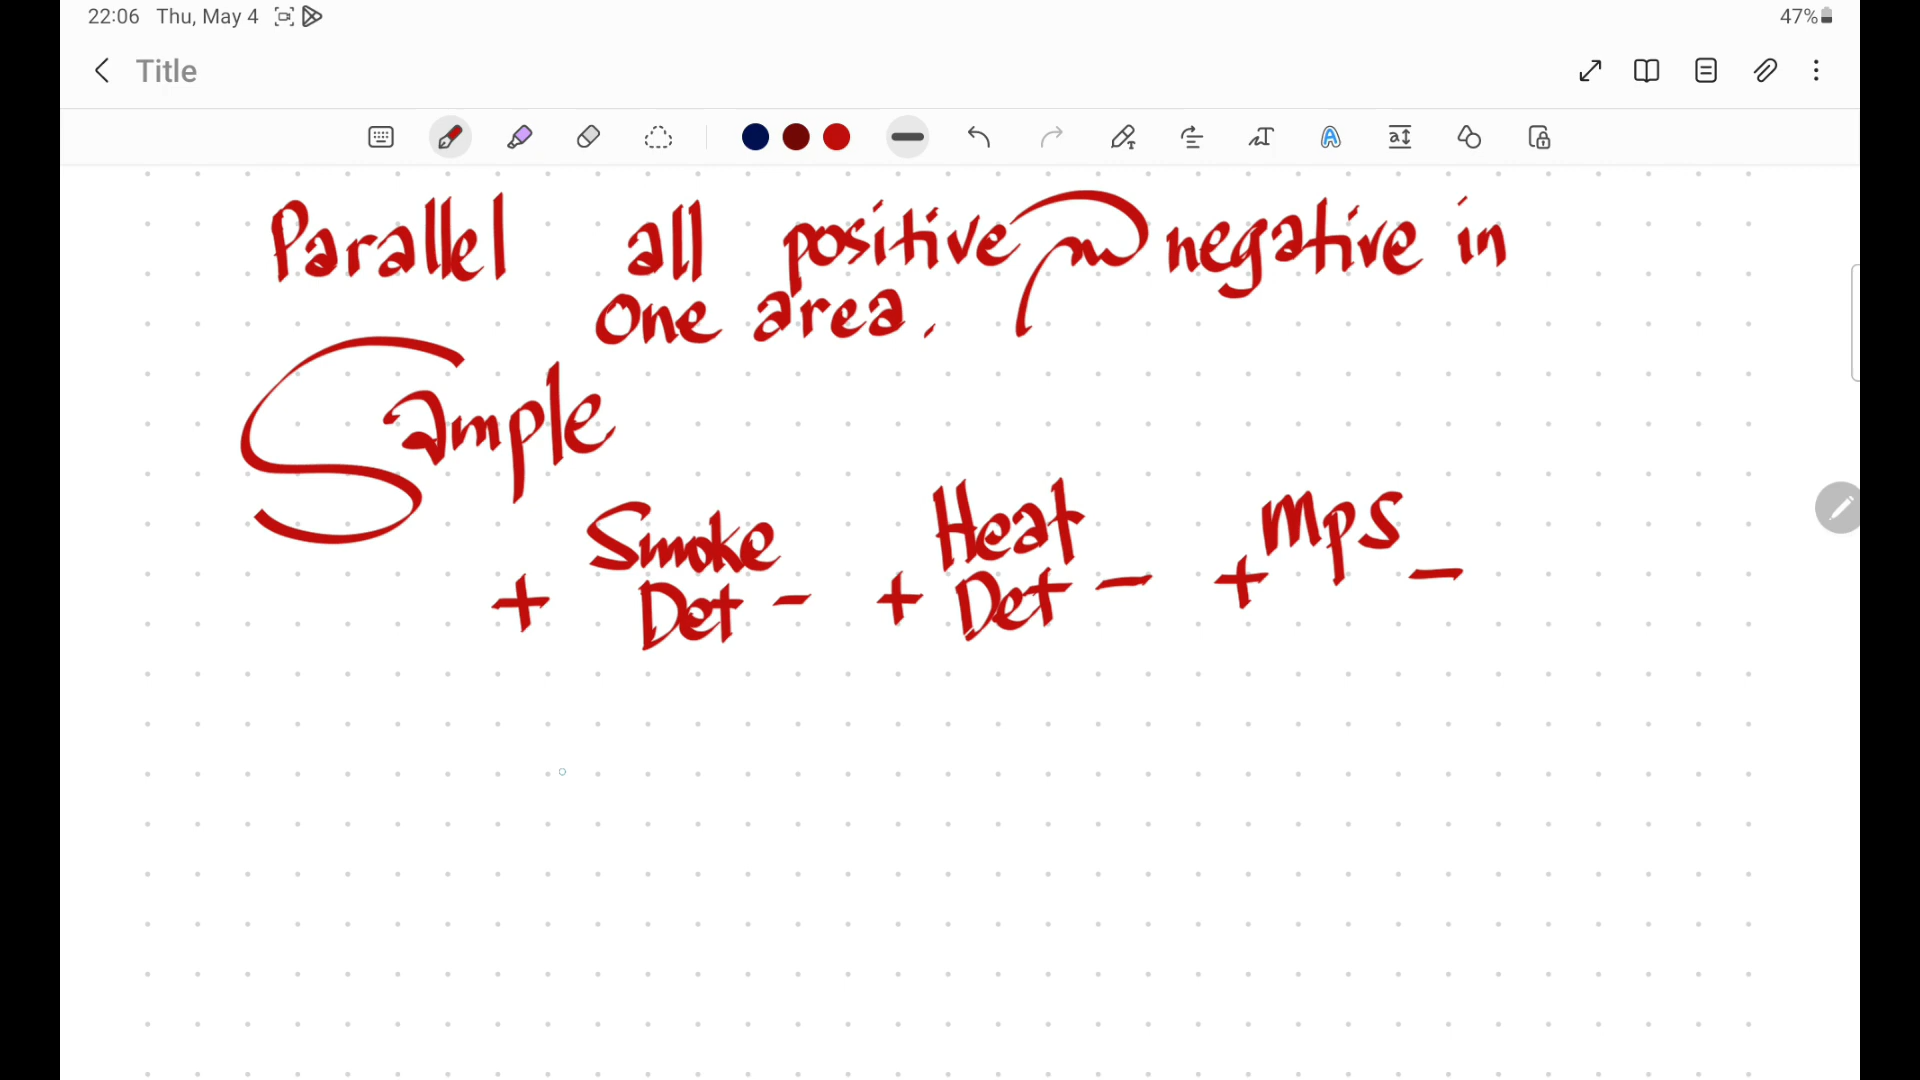 22:06 Thu, May 4 47%
Title
Parallel all positive negative in
one area.
Sample
Smoke Heat mps
+ Det - + Det - + -